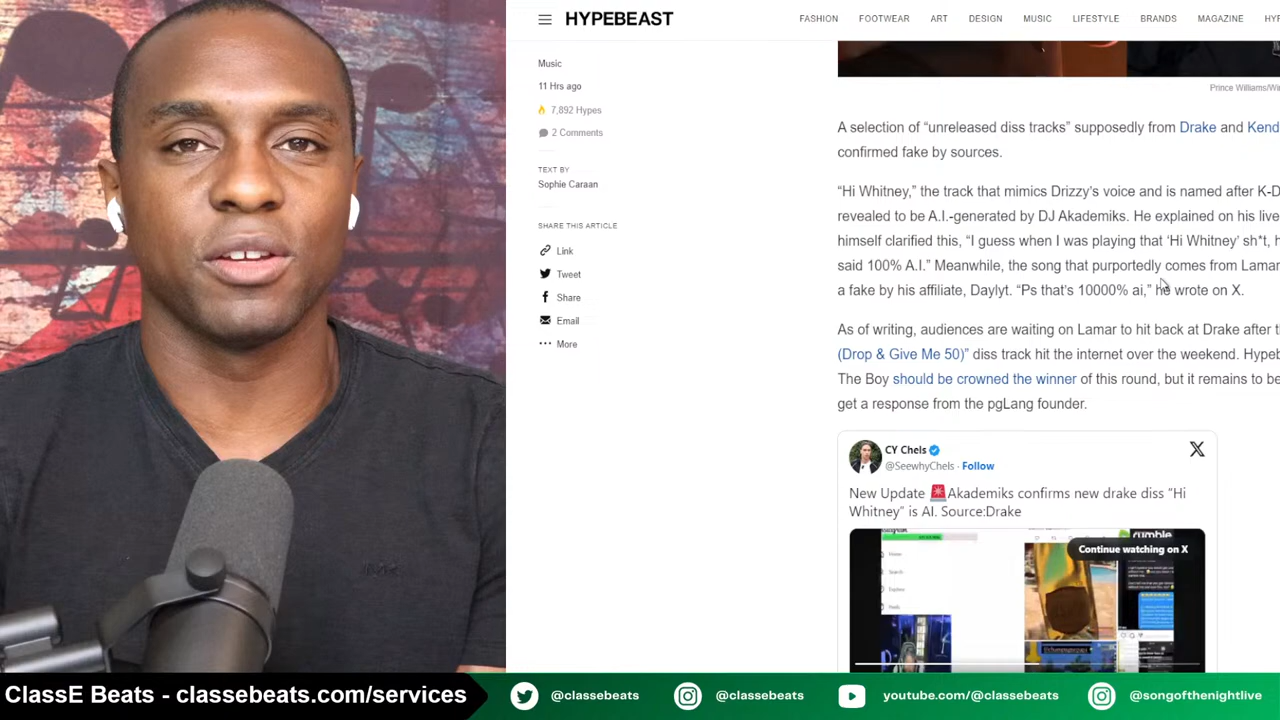 HYPEBEAST
FASHION FOOTWEAR ART DESIGN MUSIC LIFESTYLE BRANDS MAGAZINE
Music
11 Hrs ago
7,892 Hypes
2 Comments
TEXT BY
Sophie Caraan
SHARE THIS ARTICLE
Link
Tweet
Share
Email
More
Prince Williams/Wi
A selection of “unreleased diss tracks” supposedly from Drake and Kend
confirmed fake by sources.
“Hi Whitney,” the track that mimics Drizzy’s voice and is named after K-D
revealed to be A.I.-generated by DJ Akademiks. He explained on his live
himself clarified this, “I guess when I was playing that ‘Hi Whitney’ sh*t, h
said 100% A.I.” Meanwhile, the song that purportedly comes from Lamar
a fake by his affiliate, Daylyt. “Ps that’s 10000% ai,” he wrote on X.
As of writing, audiences are waiting on Lamar to hit back at Drake after t
(Drop & Give Me 50)” diss track hit the internet over the weekend. Hypeb
The Boy should be crowned the winner of this round, but it remains to be
get a response from the pgLang founder.
CY Chels
@SeewhyChels · Follow
New Update 🚨Akademiks confirms new drake diss “Hi
Whitney” is AI. Source:Drake
Continue watching on X
ClassE Beats - classebeats.com/services
@classebeats
@classebeats
youtube.com/@classebeats
@songofthenightlive